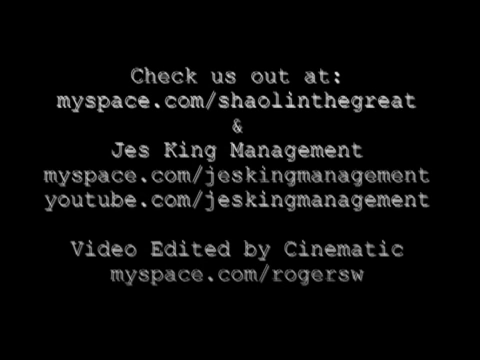 Check us out at:
myspace.com/shaolinthegreat
&
Jes King Management
myspace.com/jeskingmanagement
youtube.com/jeskingmanagement
Video Edited by Cinematic
myspace.com/rogersw